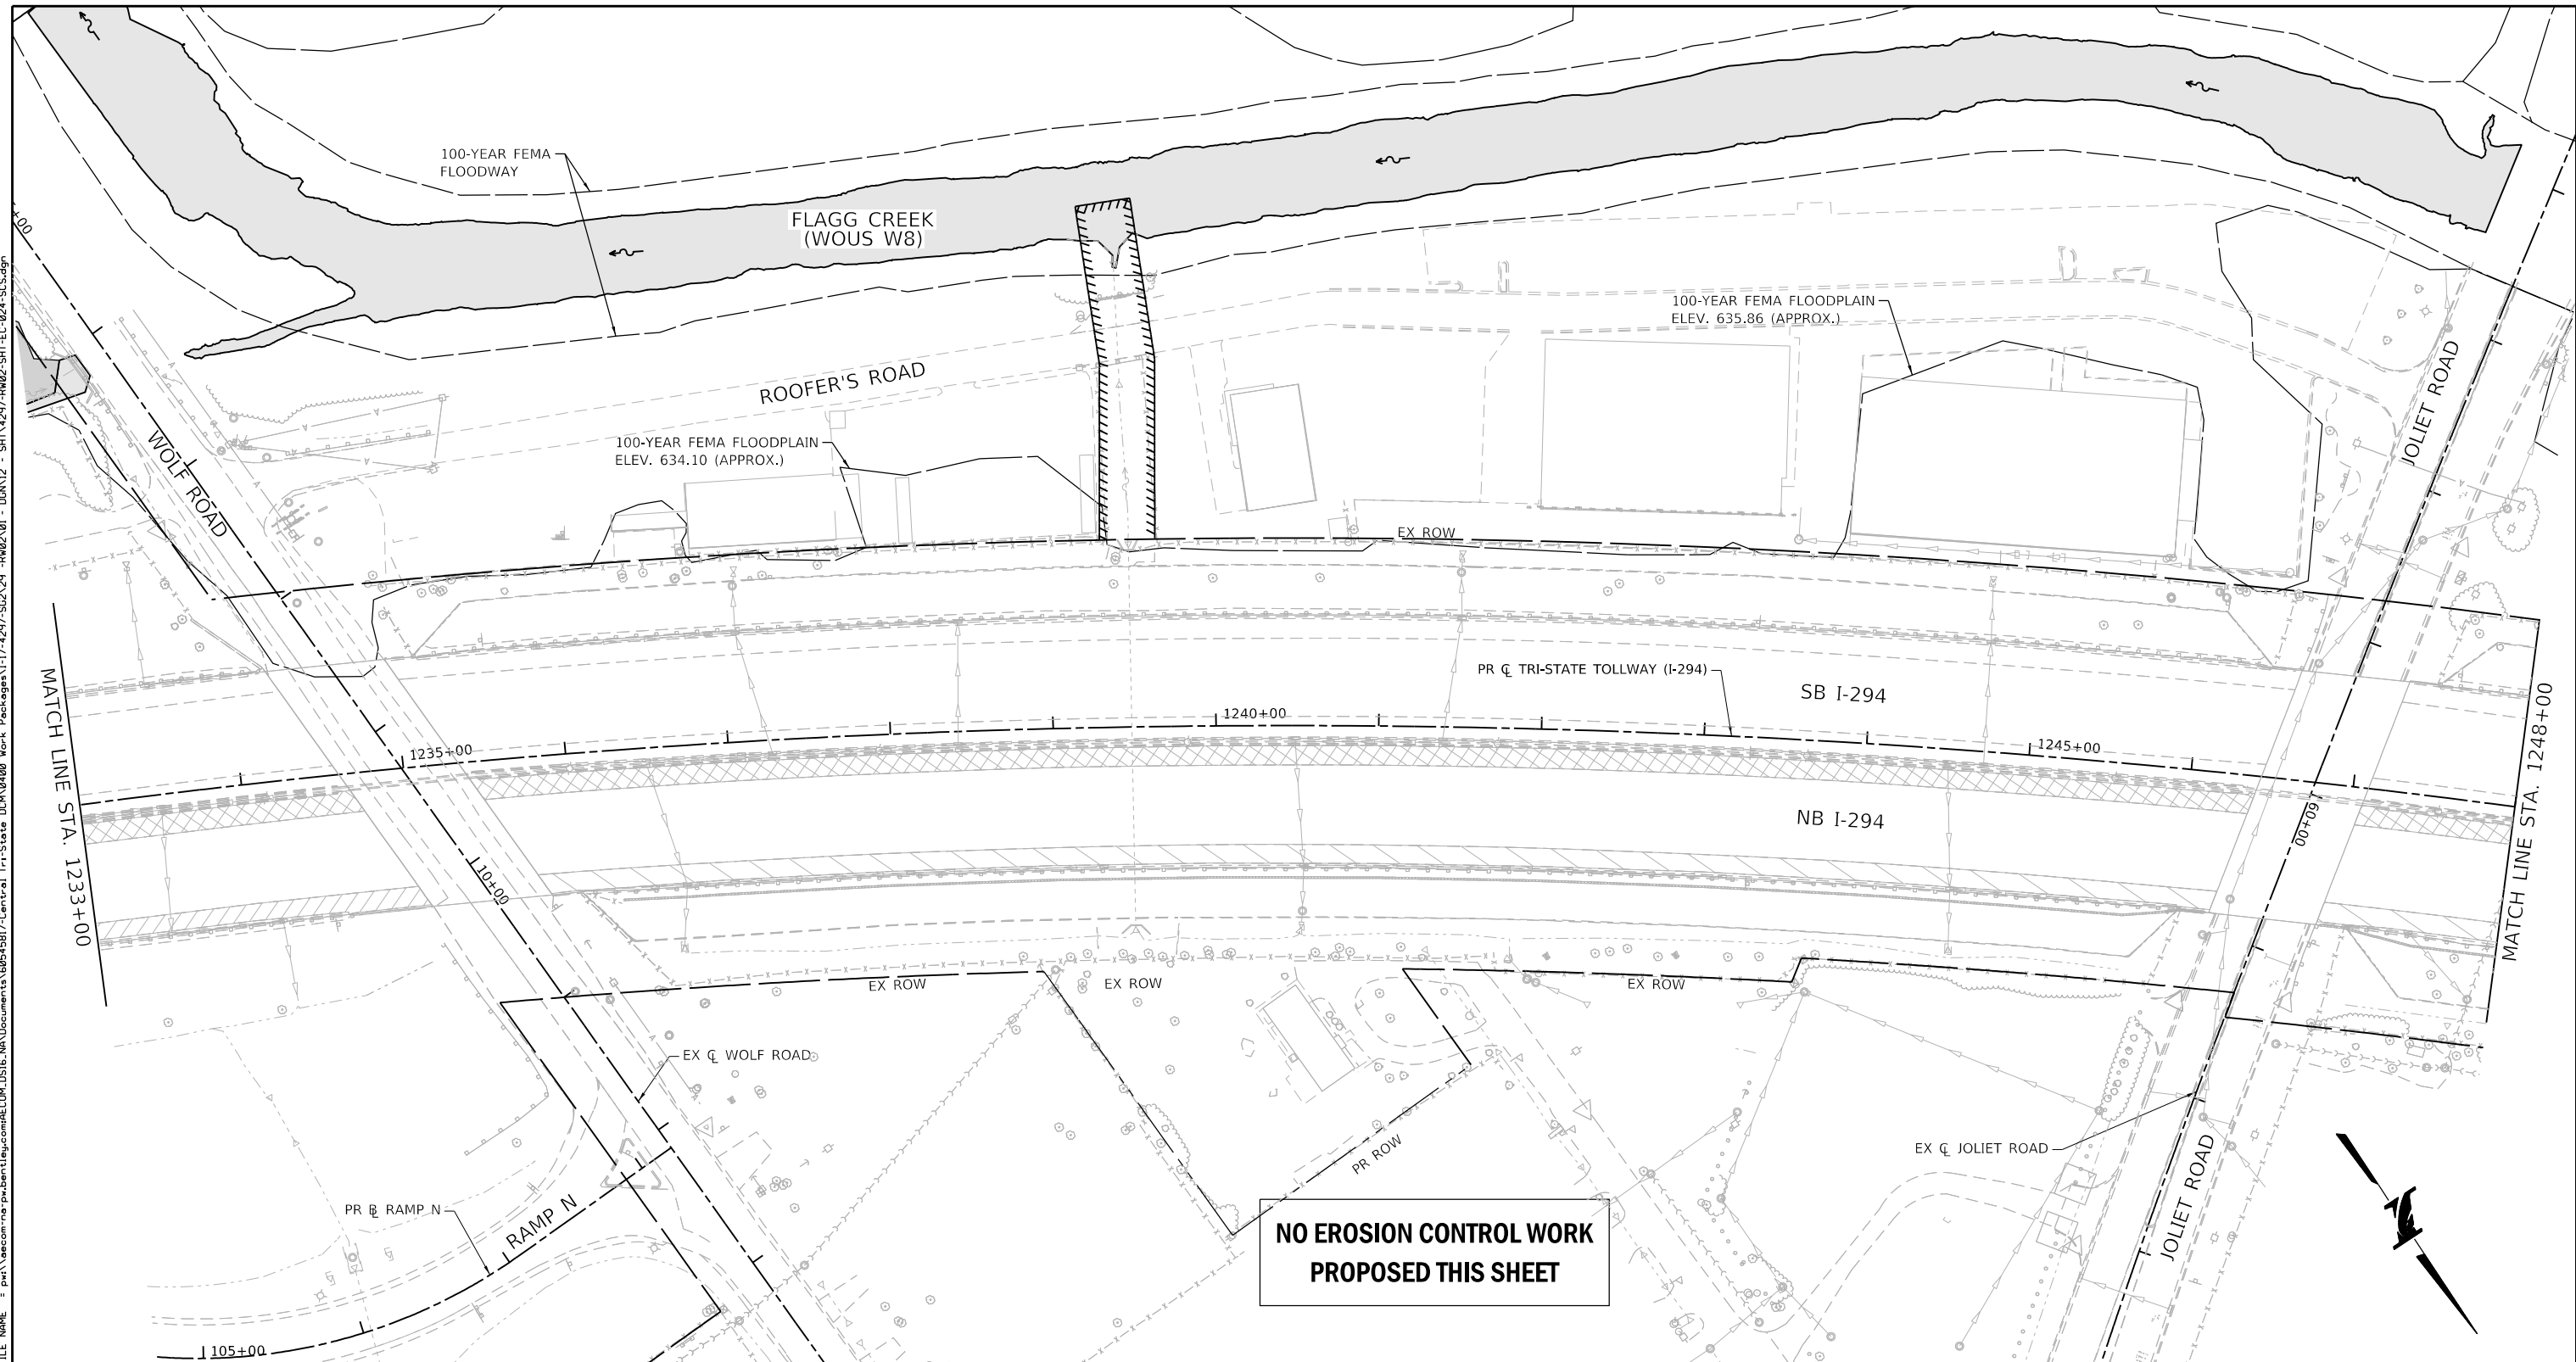 100-YEAR FEMA
FLOODWAY
FLAGG CREEK
(WOUS W8)
+00
100-YEAR FEMA FLOODPLAIN
ELEV. 635.86 (APPROX.)
ROOFER'S ROAD
JOLIET ROAD
WOLF ROAD
100-YEAR FEMA FLOODPLAIN
ELEV. 634.10 (APPROX.)
EX ROW
PR ℄ TRI-STATE TOLLWAY (I-294)
SB I-294
MATCH LINE STA. 1233+00
1235+00
1240+00
1245+00
MATCH LINE STA. 1248+00
NB I-294
160+00
10+00
EX ROW
EX ROW
EX ROW
EX ℄ WOLF ROAD
PR ROW
EX ℄ JOLIET ROAD
JOLIET ROAD
PR BL RAMP N
RAMP N
NO EROSION CONTROL WORK
PROPOSED THIS SHEET
105+00